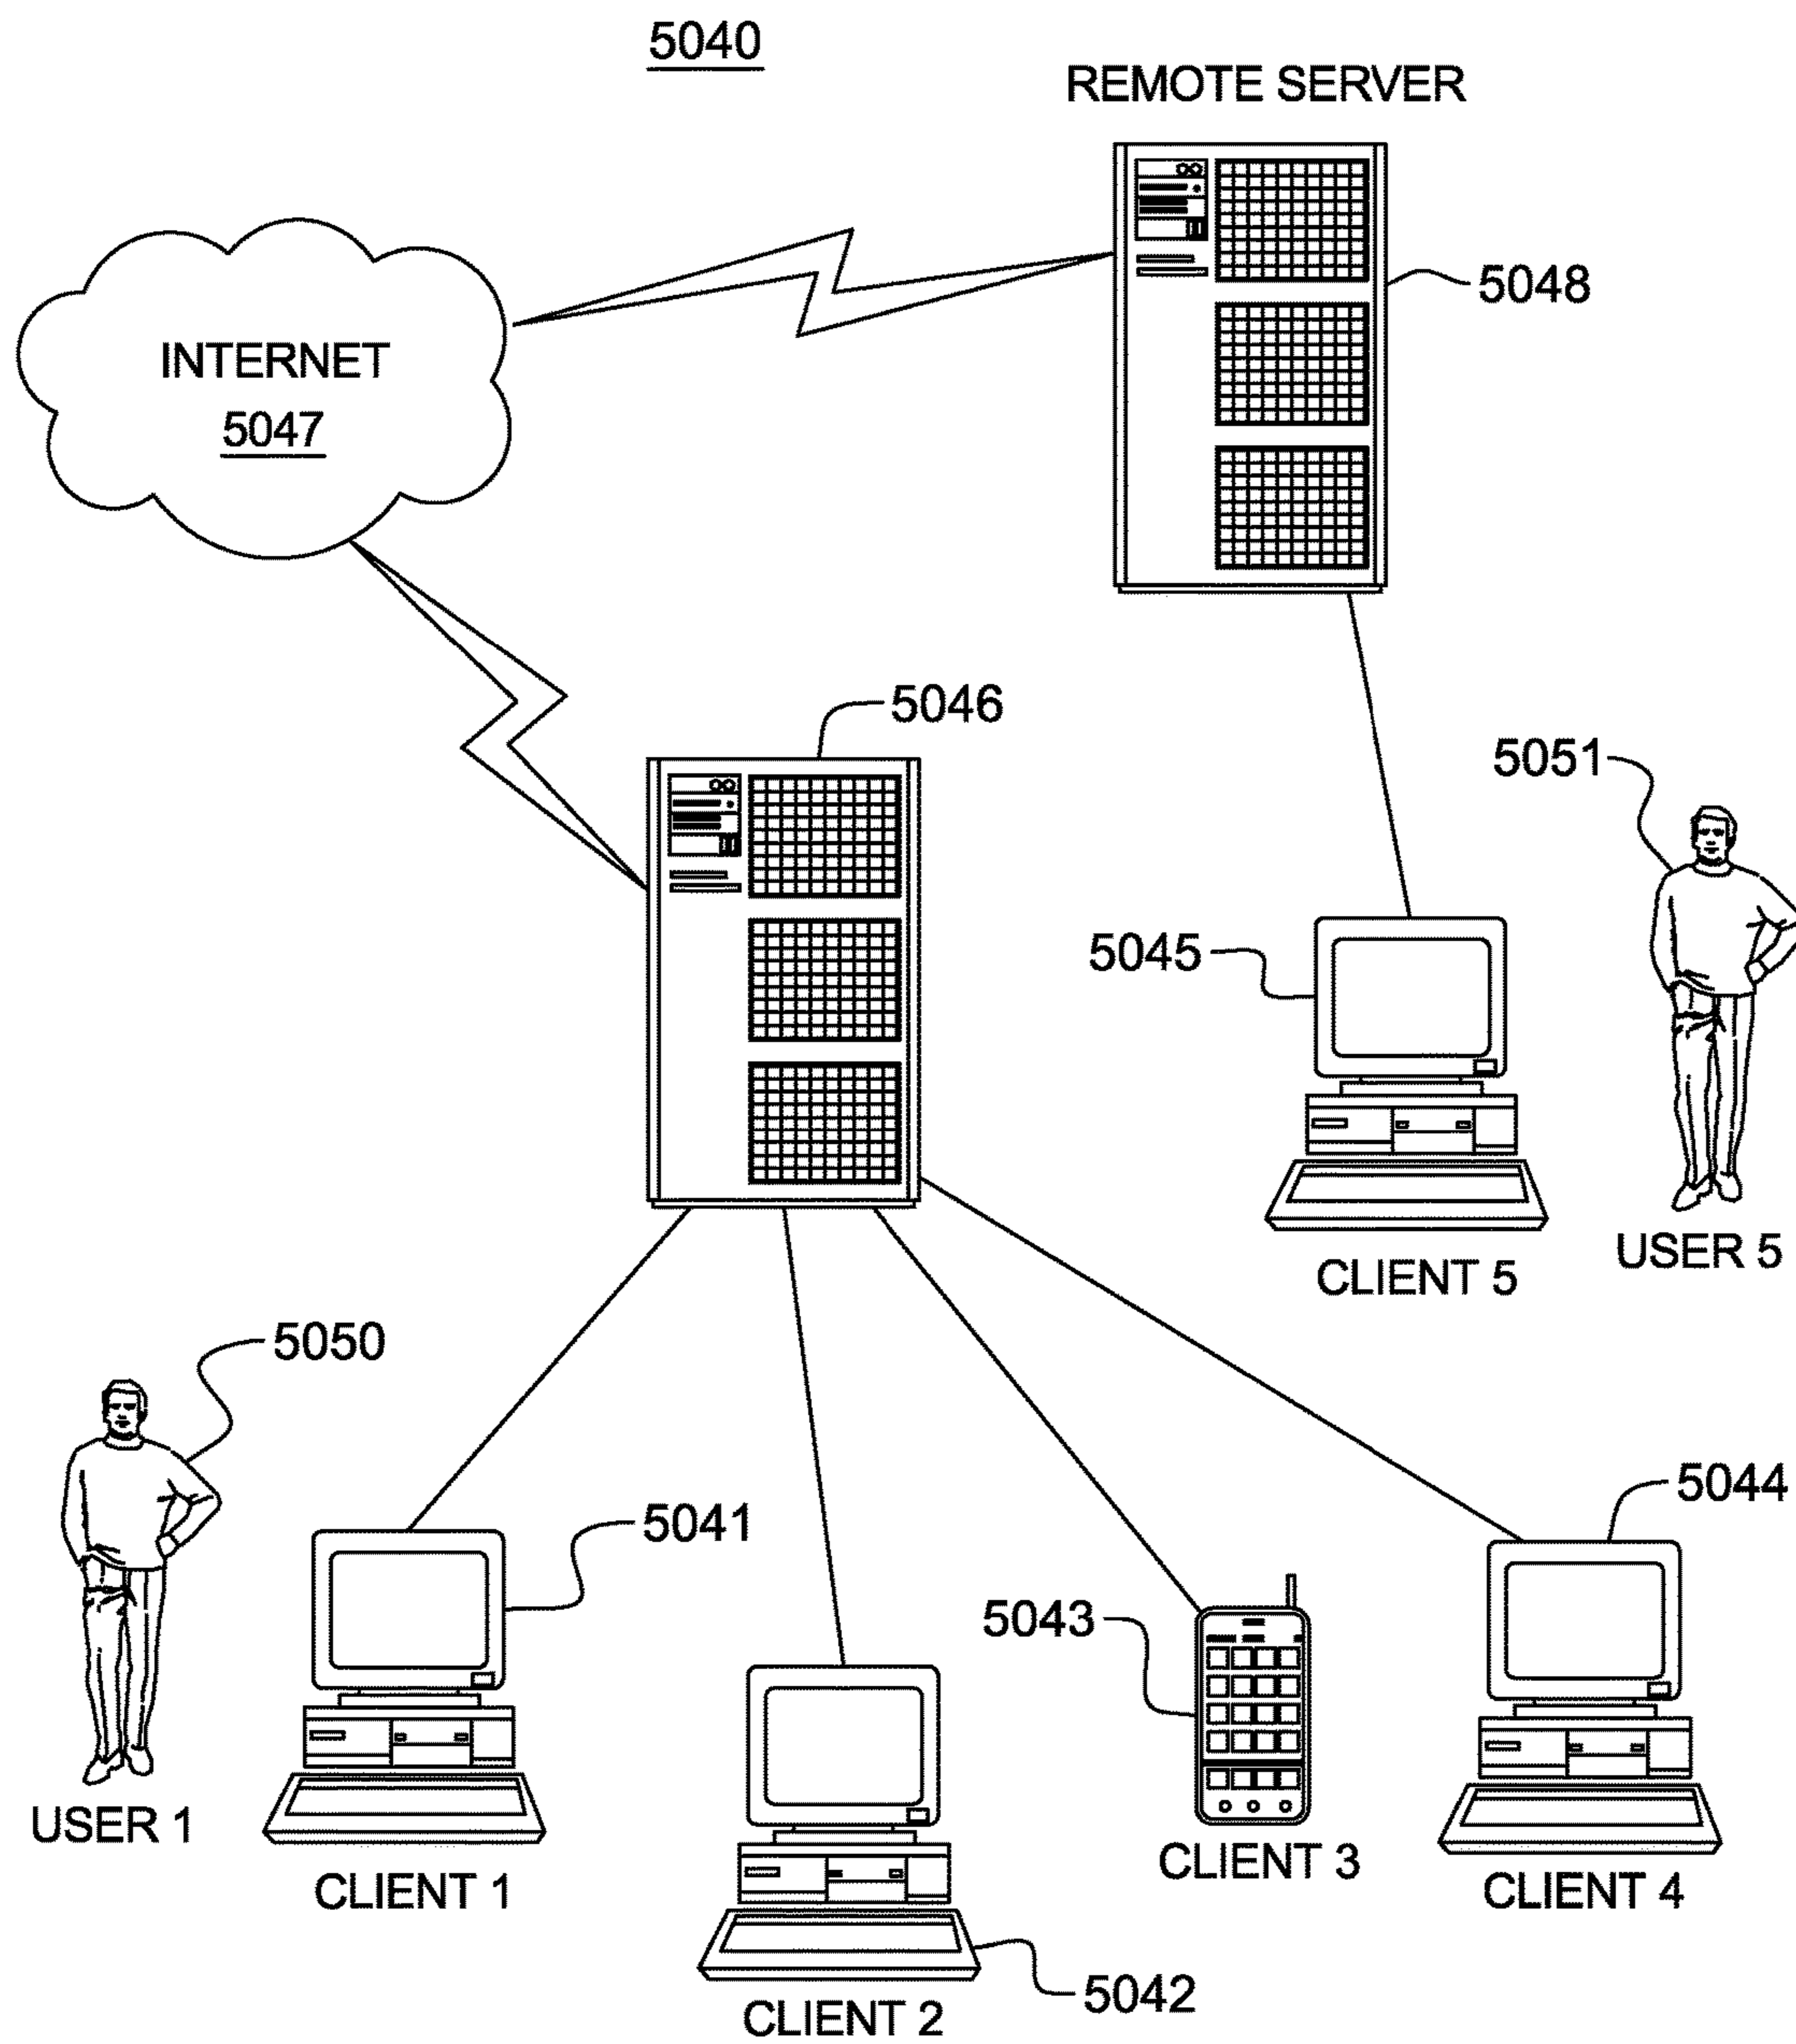 5040
REMOTE SERVER
5048
INTERNET
5047
5046
5051
5045
USER 5
CLIENT 5
5050
5044
5041
5043
USER 1
CLIENT 3
CLIENT 1
CLIENT 4
5042
CLIENT 2